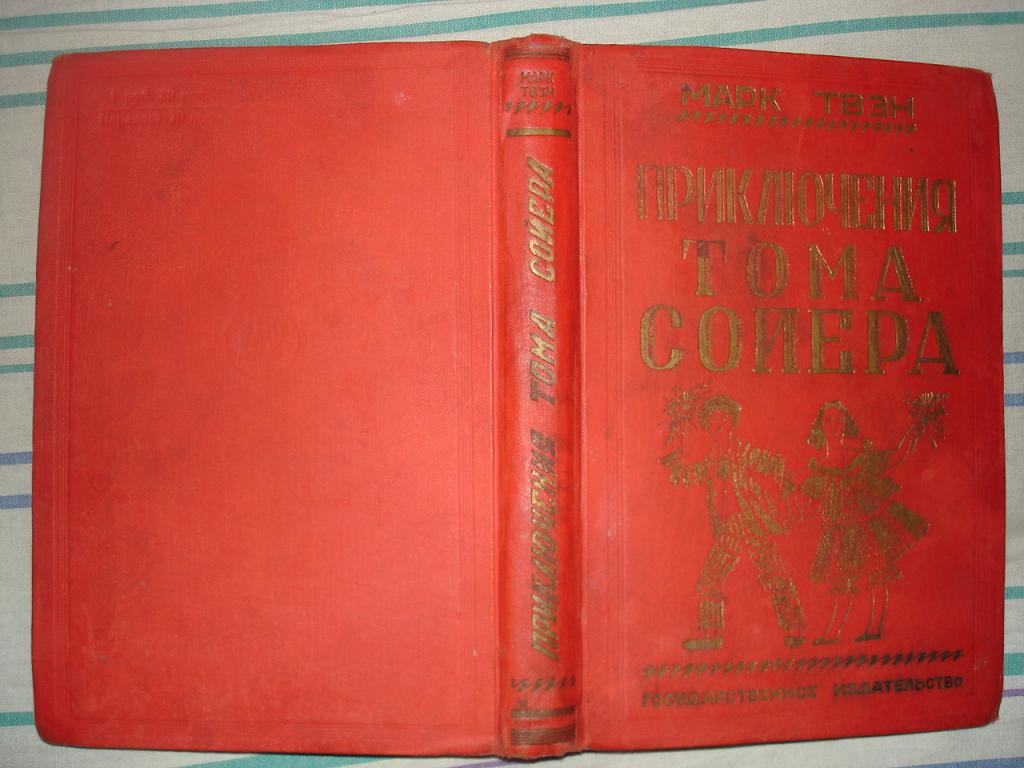 МАРК
ТВЭН
ПРИКЛЮЧЕНИЯ ТОМА СОЙЕРА
МАРК ТВЭН
ПРИКЛЮЧЕНИЯ
ТОМА
СОЙЕРА
ГОСУДАРСТВЕННОЕ ИЗДАТЕЛЬСТВО